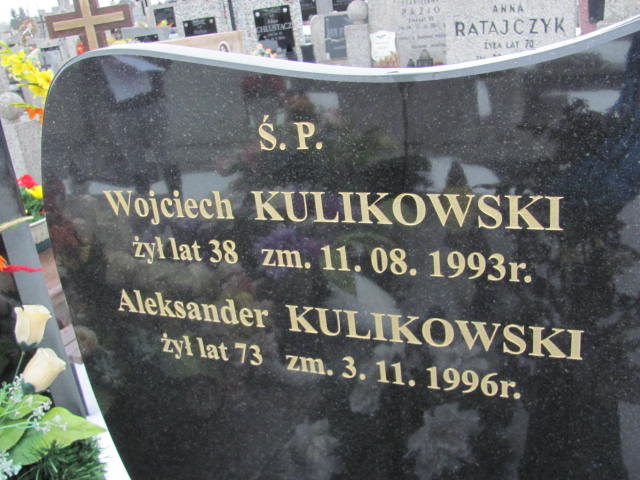 ANNA
RATAJCZYK
ŻYŁA LAT 70
Ś. P.
Wojciech KULIKOWSKI
żył lat 38 zm. 11. 08. 1993r.
Aleksander KULIKOWSKI
żył lat 73 zm. 3. 11. 1996r.